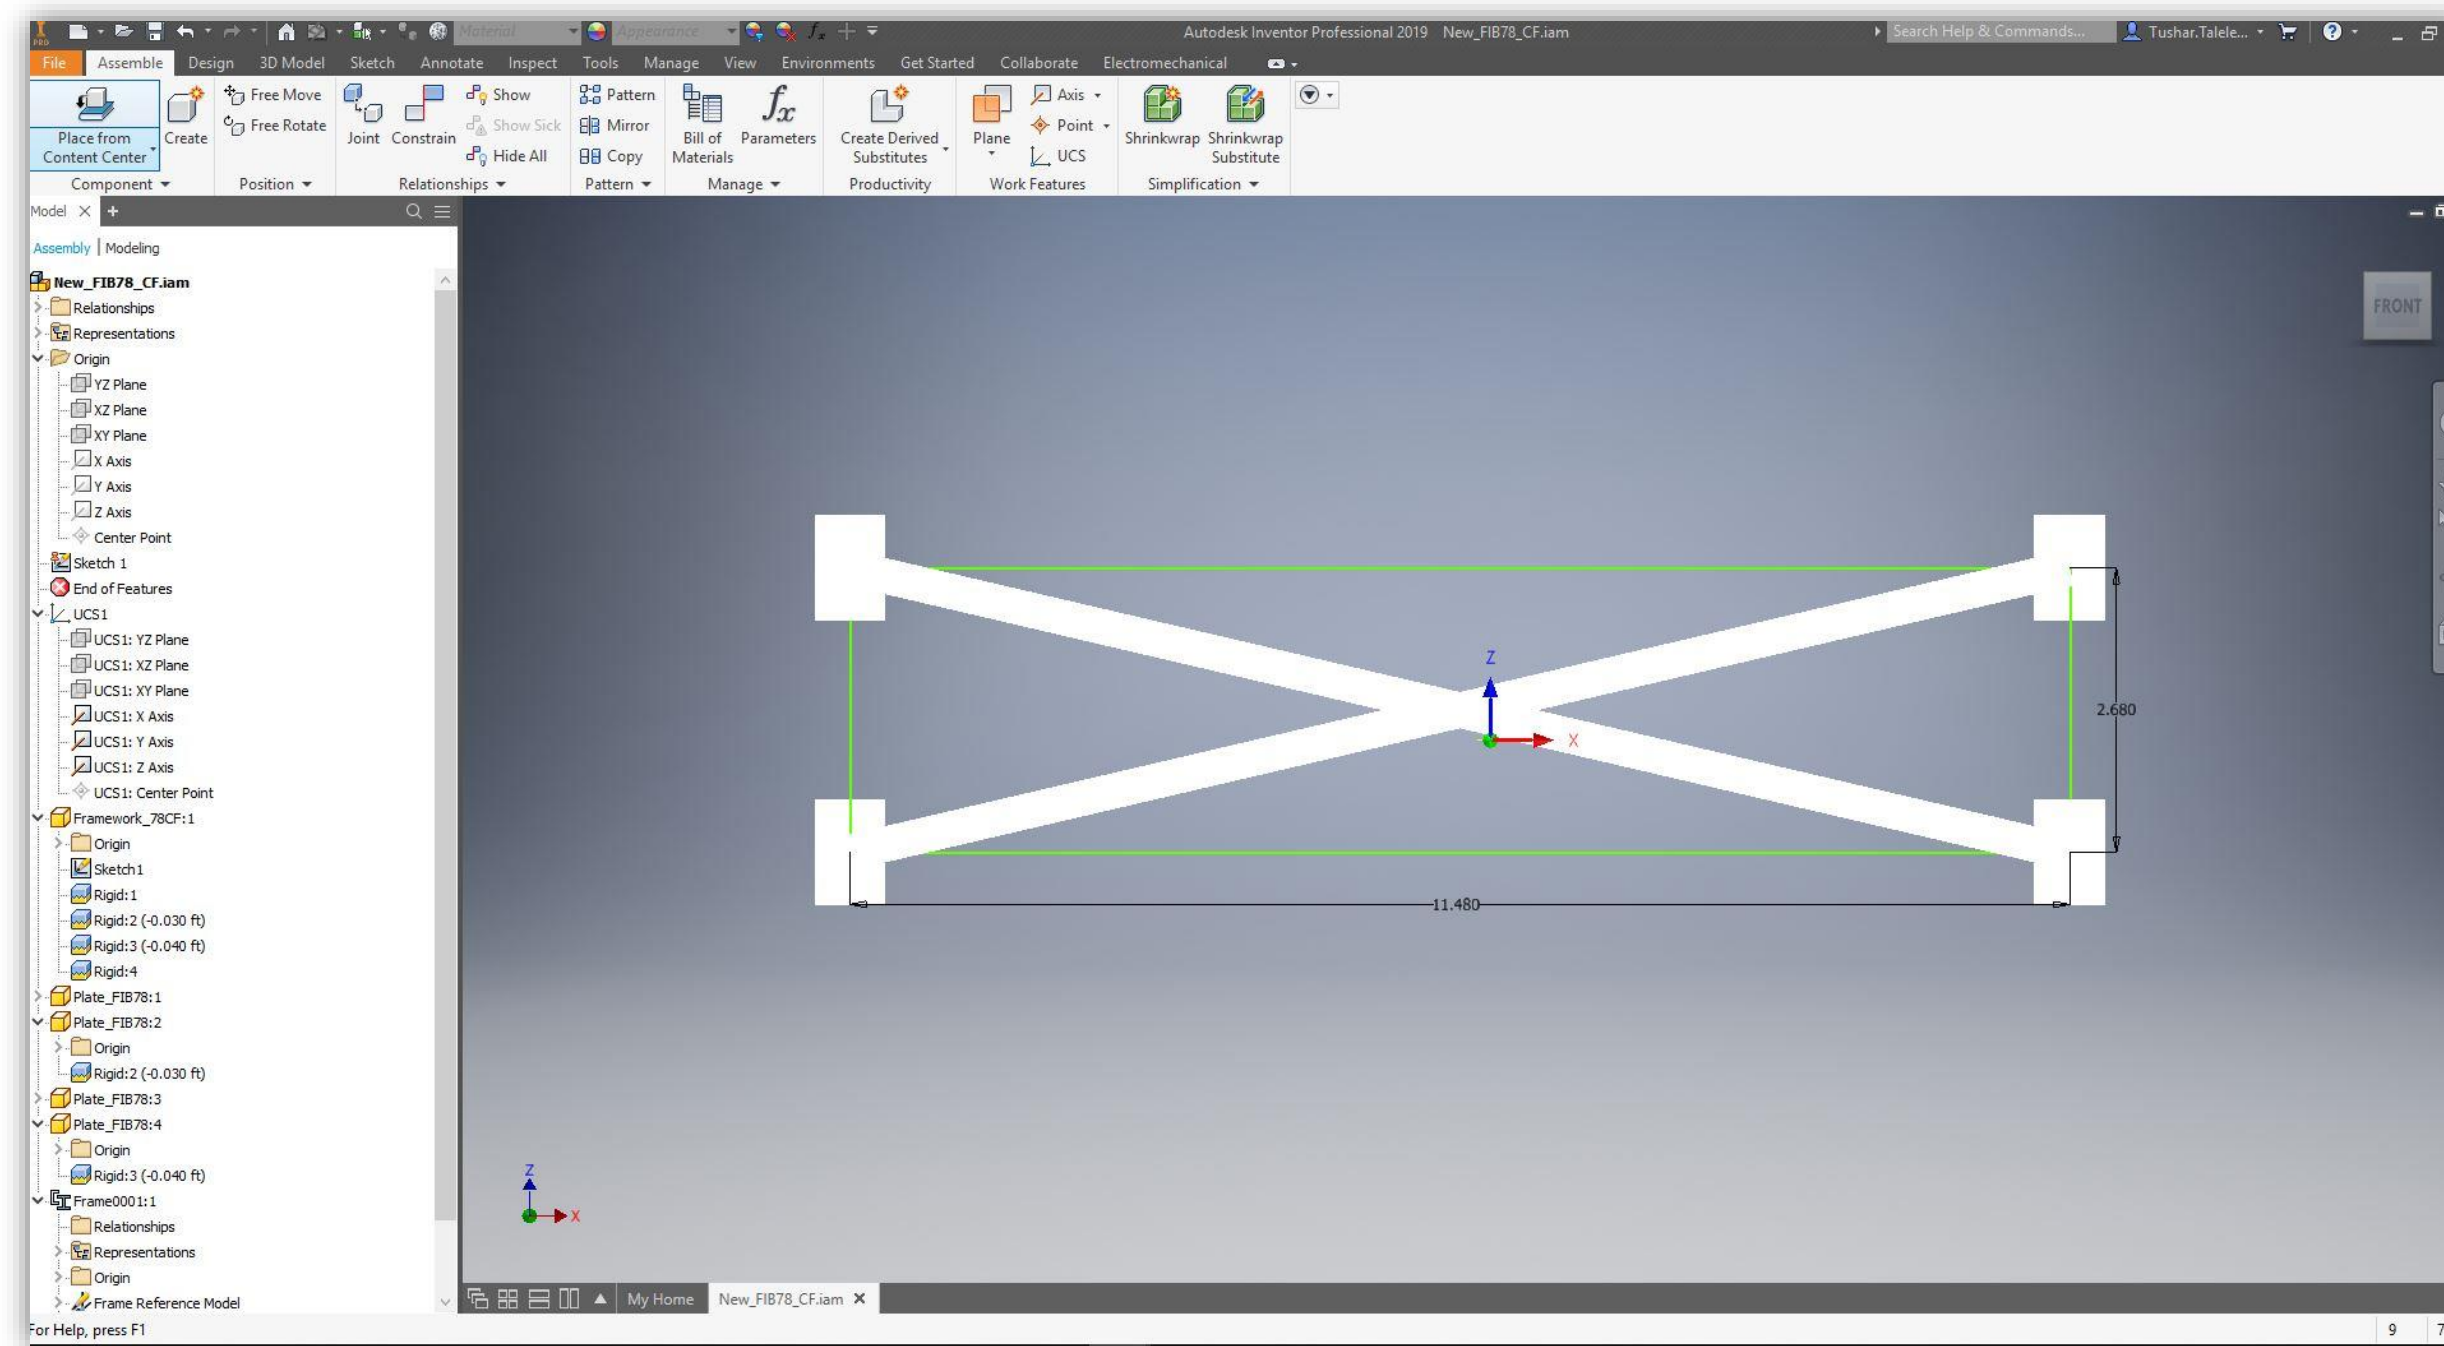 PRO
Material
Appearance
Autodesk Inventor Professional 2019 New_FIB78_CF.iam
Search Help & Commands...
Tushar.Talele...
File Assemble Design 3D Model Sketch Annotate Inspect Tools Manage View Environments Get Started Collaborate Electromechanical
Place from
Content Center
Create
Free Move
Free Rotate
Joint
Constrain
Show
Show Sick
Hide All
Pattern
Mirror
Copy
Bill of
Materials
fx
Parameters
Create Derived
Substitutes
Plane
Axis
Point
UCS
Shrinkwrap
Shrinkwrap
Substitute
Component
Position
Relationships
Pattern
Manage
Productivity
Work Features
Simplification
Model
Assembly | Modeling
New_FIB78_CF.iam
Relationships
Representations
Origin
YZ Plane
XZ Plane
XY Plane
X Axis
Y Axis
Z Axis
Center Point
Sketch 1
End of Features
UCS1
UCS1: YZ Plane
UCS1: XZ Plane
UCS1: XY Plane
UCS1: X Axis
UCS1: Y Axis
UCS1: Z Axis
UCS1: Center Point
Framework_78CF:1
Origin
Sketch1
Rigid:1
Rigid:2 (-0.030 ft)
Rigid:3 (-0.040 ft)
Rigid:4
Plate_FIB78:1
Plate_FIB78:2
Origin
Rigid:2 (-0.030 ft)
Plate_FIB78:3
Plate_FIB78:4
Origin
Rigid:3 (-0.040 ft)
Frame0001:1
Relationships
Representations
Origin
Frame Reference Model
FRONT
Z
X
2.680
11.480
Z
X
My Home
New_FIB78_CF.iam
For Help, press F1
9
7